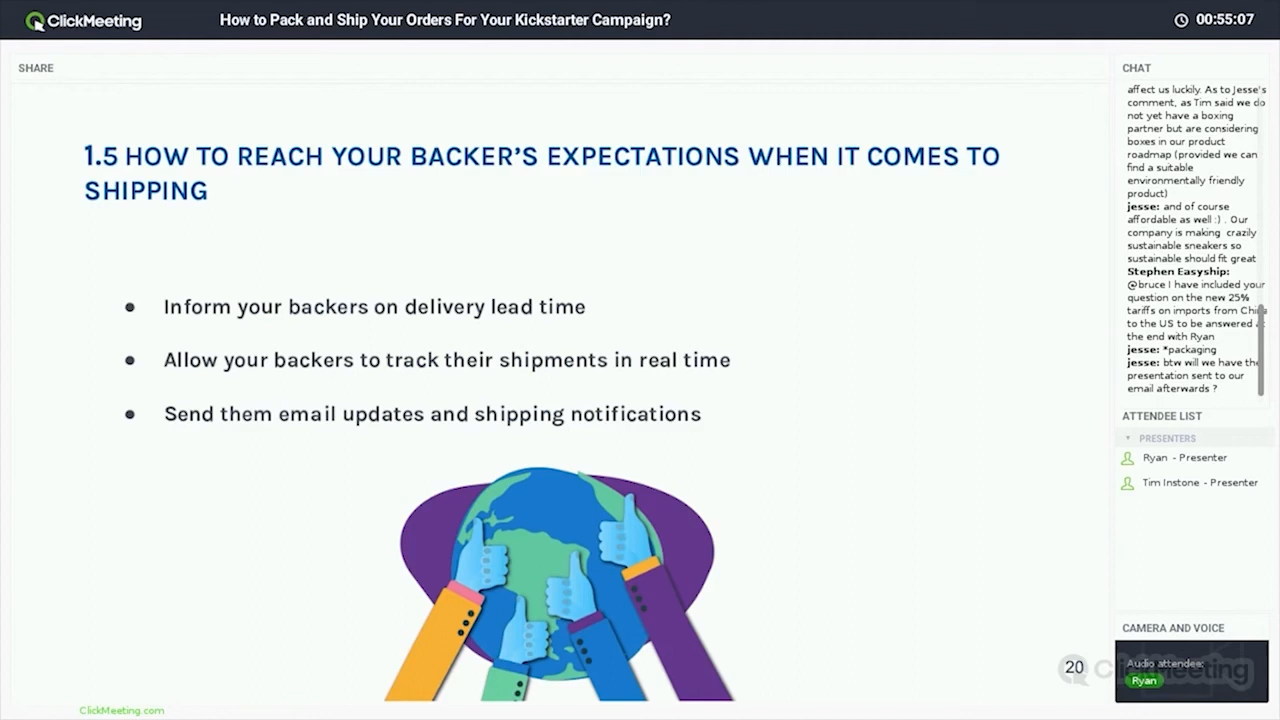 ClickMeeting
How to Pack and Ship Your Orders For Your Kickstarter Campaign?
00:55:07
SHARE
1.5 HOW TO REACH YOUR BACKER'S EXPECTATIONS WHEN IT COMES TO
SHIPPING
● Inform your backers on delivery lead time
● Allow your backers to track their shipments in real time
● Send them email updates and shipping notifications
20
ClickMeeting
ClickMeeting.com
CHAT
affect us luckily. As to Jesse's
comment, as Tim said we do
not yet have a boxing
partner but are considering
boxes in our product
roadmap (provided we can
find a suitable
environmentally friendly
product)
jesse: and of course
affordable as well :) . Our
company is making crazily
sustainable sneakers so
sustainable should fit great
Stephen Easyship:
@bruce I have included your
question on the new 25%
tariffs on imports from China
to the US to be answered at
the end with Ryan
jesse: *packaging
jesse: btw will we have the
presentation sent to our
email afterwards ?
ATTENDEE LIST
PRESENTERS
Ryan - Presenter
Tim Instone - Presenter
CAMERA AND VOICE
Audio attendee:
Ryan